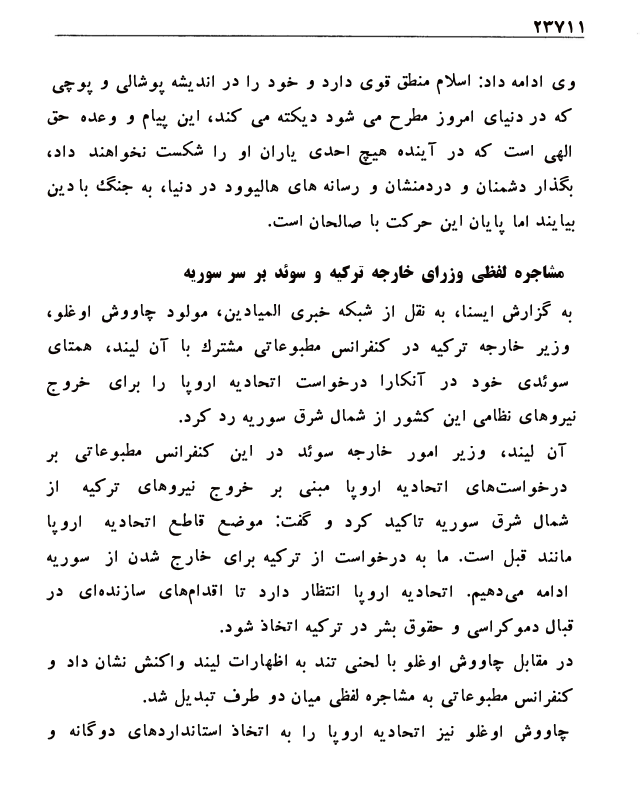 ۲۳۷۱۱
وی ادامه داد: اسلام منطق قوی دارد و خود را در اندیشه پوشالی و پوچی
که در دنیای امروز مطرح می شود دیکته می کند، این پیام و وعده حق
الهی است که در آینده هیچ احدی یاران او را شکست نخواهند داد،
بگذار دشمنان و دردمنشان و رسانه های هالیوود در دنیا، به جنگ با دین
بیایند اما پایان این حرکت با صالحان است.
مشاجره لفظی وزرای خارجه ترکیه و سوئد بر سر سوریه
به گزارش ایسنا، به نقل از شبکه خبری المیادین، مولود چاووش اوغلو،
وزیر خارجه ترکیه در کنفرانس مطبوعاتی مشترک با آن لیند، همتای
سوئدی خود در آنکارا درخواست اتحادیه اروپا را برای خروج
نیروهای نظامی این کشور از شمال شرق سوریه رد کرد.
آن لیند، وزیر امور خارجه سوئد در این کنفرانس مطبوعاتی بر
درخواست‌های اتحادیه اروپا مبنی بر خروج نیروهای ترکیه از
شمال شرق سوریه تاکید کرد و گفت: موضع قاطع اتحادیه اروپا
مانند قبل است. ما به درخواست از ترکیه برای خارج شدن از سوریه
ادامه می‌دهیم. اتحادیه اروپا انتظار دارد تا اقدام‌های سازنده‌ای در
قبال دموکراسی و حقوق بشر در ترکیه اتخاذ شود.
در مقابل چاووش اوغلو با لحنی تند به اظهارات لیند واکنش نشان داد و
کنفرانس مطبوعاتی به مشاجره لفظی میان دو طرف تبدیل شد.
چاووش اوغلو نیز اتحادیه اروپا را به اتخاذ استانداردهای دوگانه و